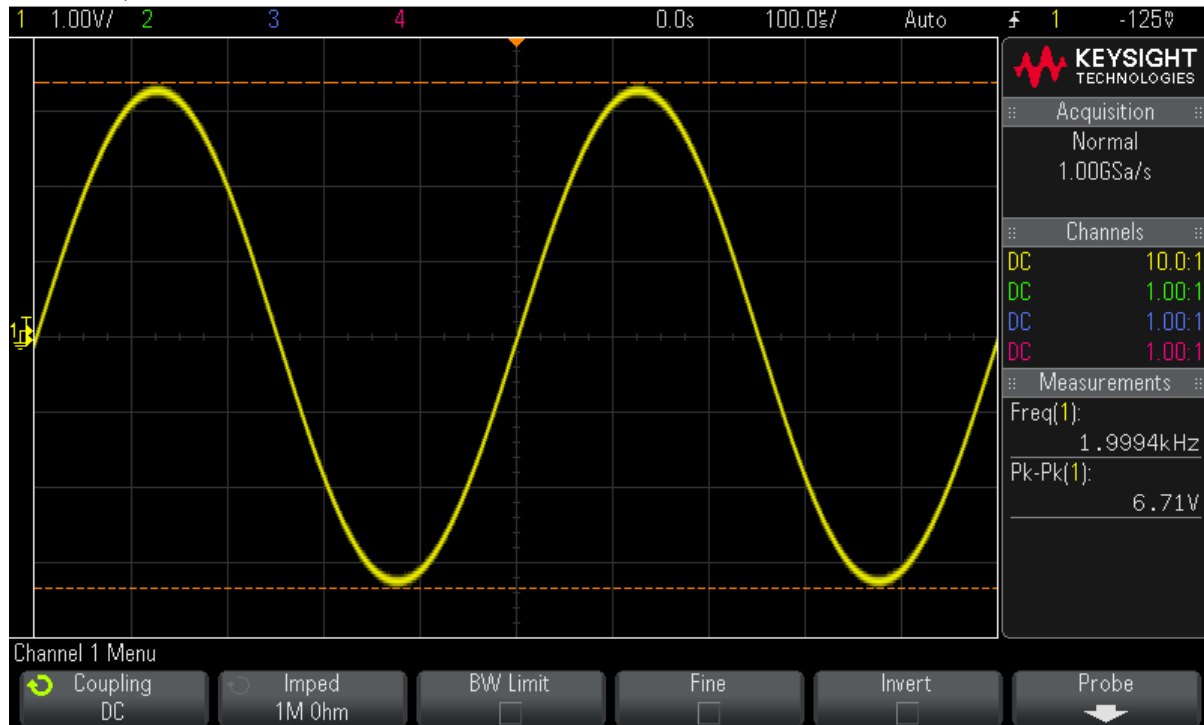 1 1.00V/ 2 3 4 0.0s 100.0µs/ Auto 1 -125mV
KEYSIGHT
TECHNOLOGIES
Acquisition
Normal
1.00GSa/s
Channels
DC 10.0:1
DC 1.00:1
DC 1.00:1
DC 1.00:1
Measurements
Freq(1):
1.9994kHz
Pk-Pk(1):
6.71V
T
1
Channel 1 Menu
Coupling Imped BW Limit Fine Invert Probe
DC 1M Ohm